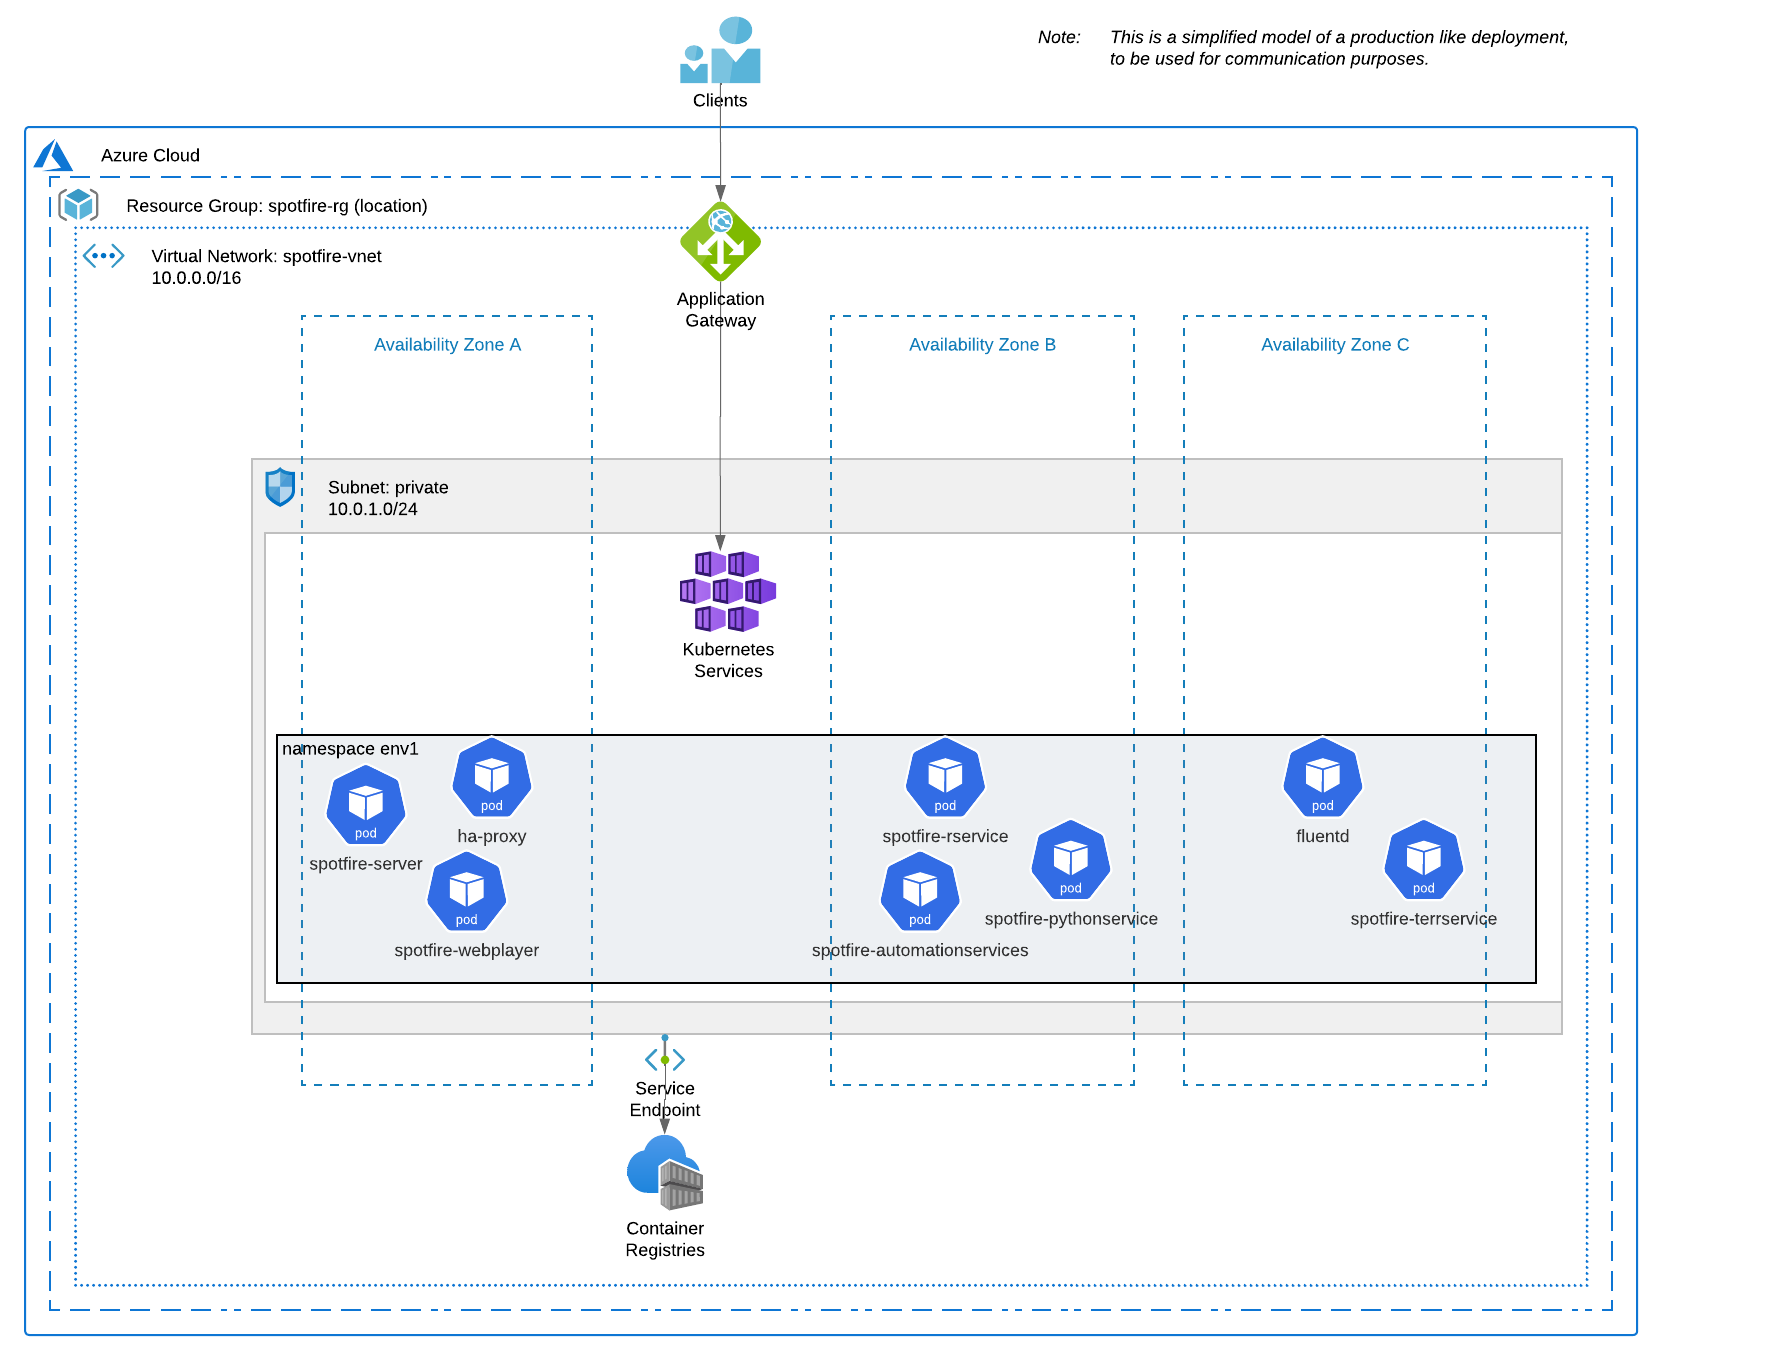 Note: This is a simplified model of a production like deployment,
to be used for communication purposes.
Clients
Azure Cloud
Resource Group: spotfire-rg (location)
Virtual Network: spotfire-vnet
10.0.0.0/16
Application
Gateway
Availability Zone A
Availability Zone B
Availability Zone C
Subnet: private
10.0.1.0/24
Kubernetes
Services
namespace env1
pod
spotfire-server
pod
ha-proxy
pod
spotfire-webplayer
pod
spotfire-rservice
pod
spotfire-pythonservice
pod
spotfire-automationservices
pod
fluentd
pod
spotfire-terrservice
Service
Endpoint
Container
Registries